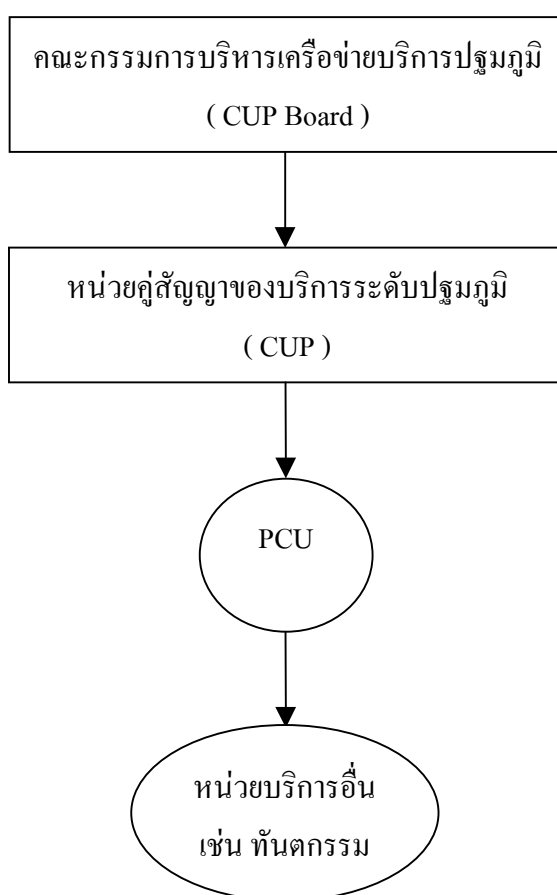 คณะกรรมการบริหารเครือข่ายบริการปฐมภูมิ
( CUP Board )
หน่วยคู่สัญญาของบริการระดับปฐมภูมิ
( CUP )
PCU
หน่วยบริการอื่น
เช่น ทันตกรรม